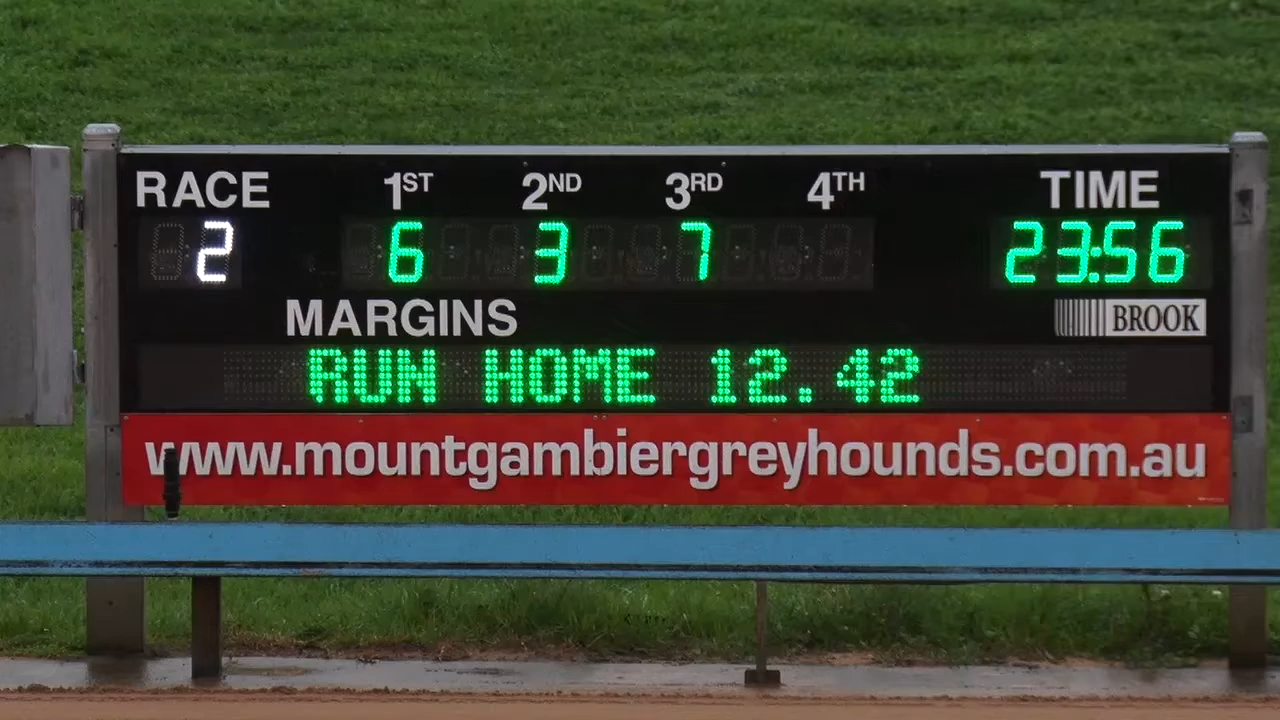 RACE 1ST 2ND 3RD 4TH TIME
2 6 3 7 23:56
MARGINS BROOK
RUN HOME 12.42
www.mountgambiergreyhounds.com.au